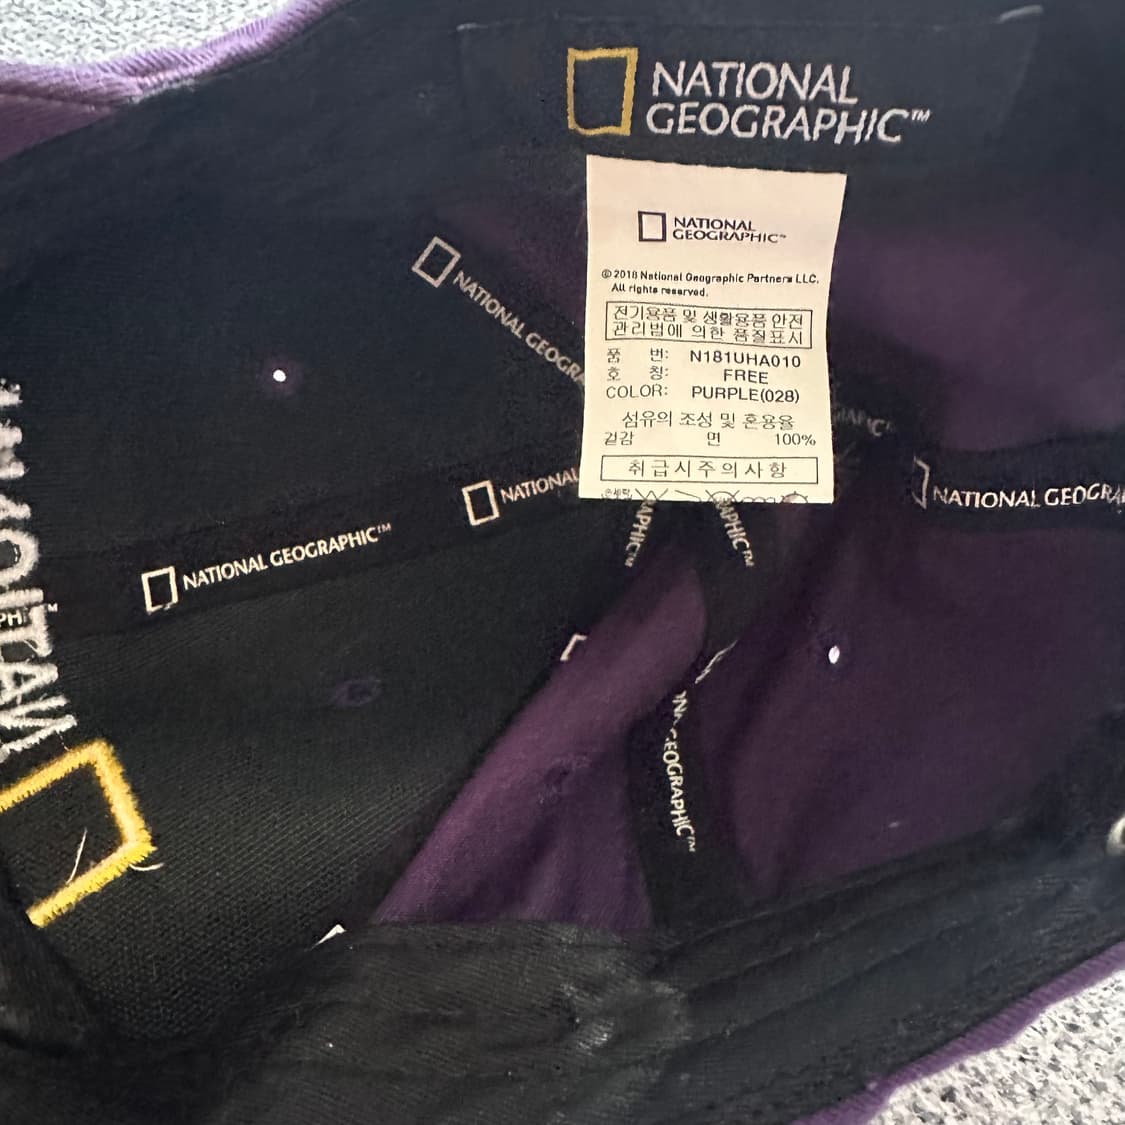 NATIONAL
GEOGRAPHIC™
NATIONAL
GEOGRAPHIC™
© 2018 National Geographic Partners LLC.
All rights reserved.
전기용품 및 생활용품 안전
관리법에 의한 품질표시
품 번: N181UHA010
호 칭: FREE
COLOR: PURPLE(028)
섬유의 조성 및 혼용율
겉감 면 100%
취급시주의사항
NATIONAL GEOGRA
NATIONAL
NATIONAL GEOGRAPHIC™
NATIONAL GEOGRA
RAPHIC™
RAPHIC™
GEOGRAPHIC™
NATIONAL